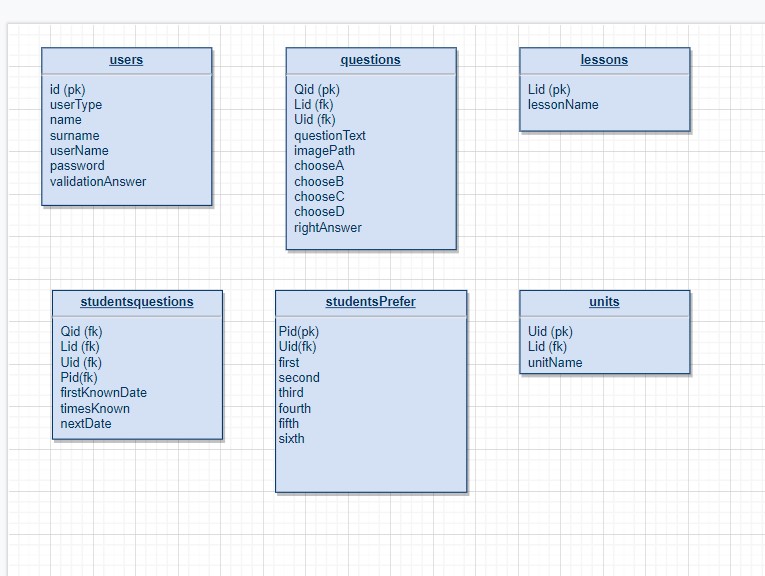 users
id (pk)
userType
name
surname
userName
password
validationAnswer
questions
Qid (pk)
Lid (fk)
Uid (fk)
questionText
imagePath
chooseA
chooseB
chooseC
chooseD
rightAnswer
lessons
Lid (pk)
lessonName
studentsquestions
Qid (fk)
Lid (fk)
Uid (fk)
Pid(fk)
firstKnownDate
timesKnown
nextDate
studentsPrefer
Pid(pk)
Uid(fk)
first
second
third
fourth
fifth
sixth
units
Uid (pk)
Lid (fk)
unitName